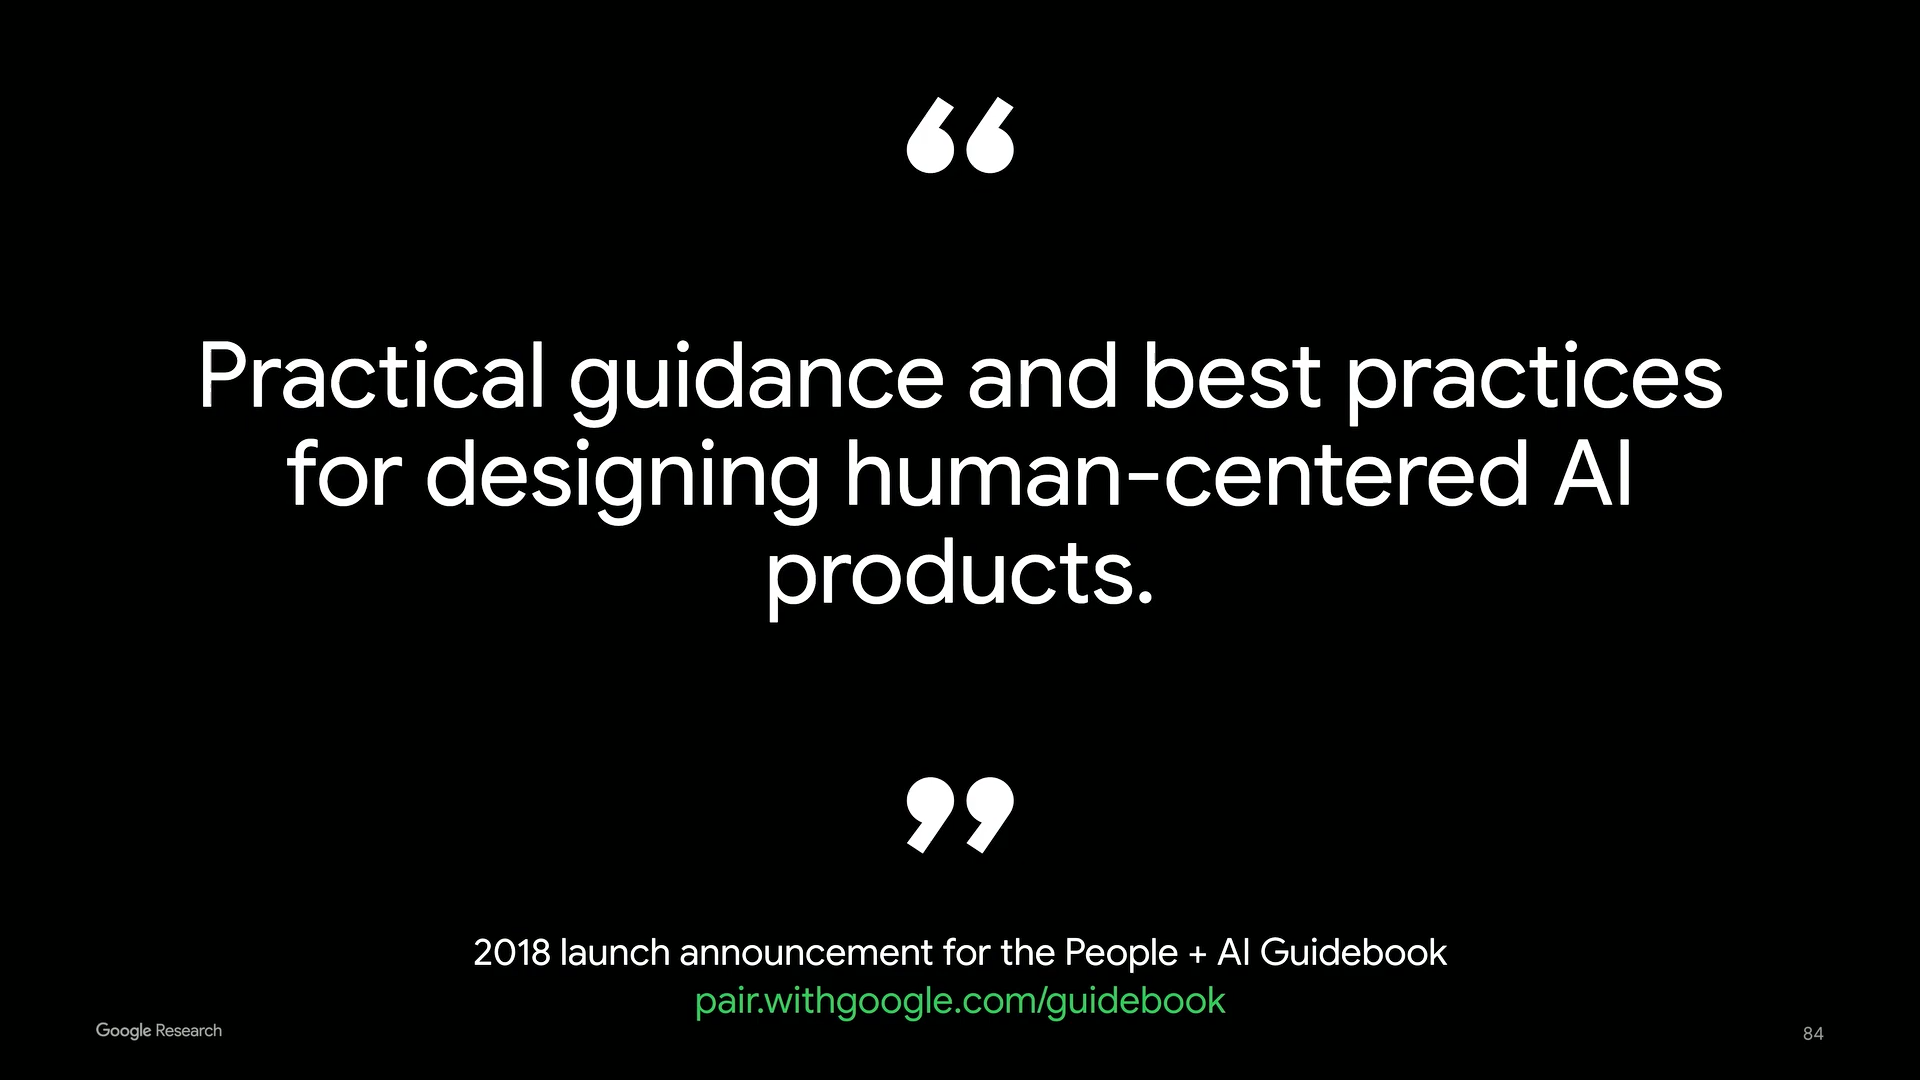 “
Practical guidance and best practices
for designing human-centered AI
products.
”
2018 launch announcement for the People + AI Guidebook
pair.withgoogle.com/guidebook
Google Research
84